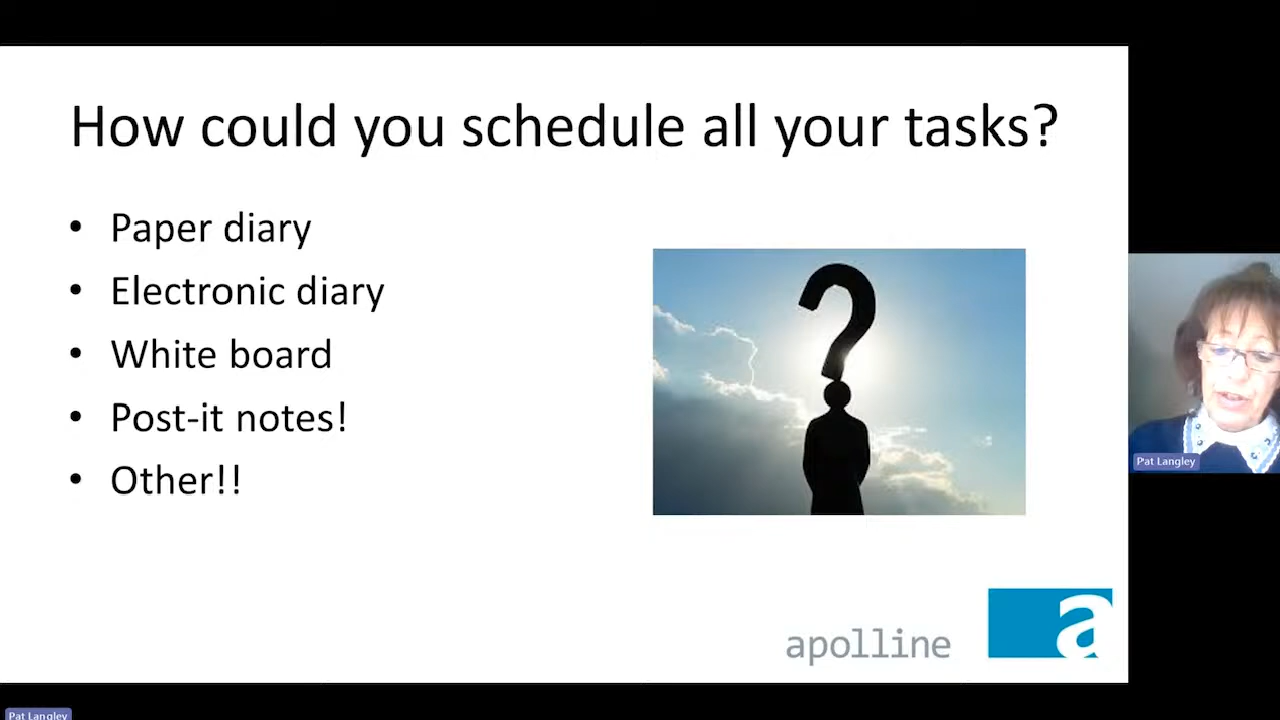 How could you schedule all your tasks?
• Paper diary
• Electronic diary
• White board
• Post-it notes!
• Other!!
?
apolline
a
Pat Langley
Pat Langley